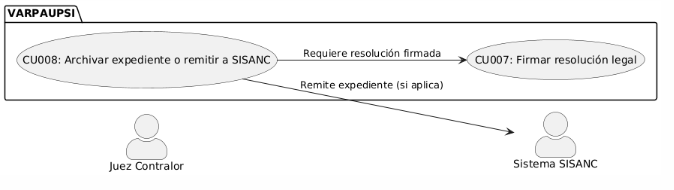 VARPAUPSI
CU008: Archivar expediente o remitir a SISANC
Requiere resolución firmada
CU007: Firmar resolución legal
Remite expediente (si aplica)
Juez Contralor
Sistema SISANC